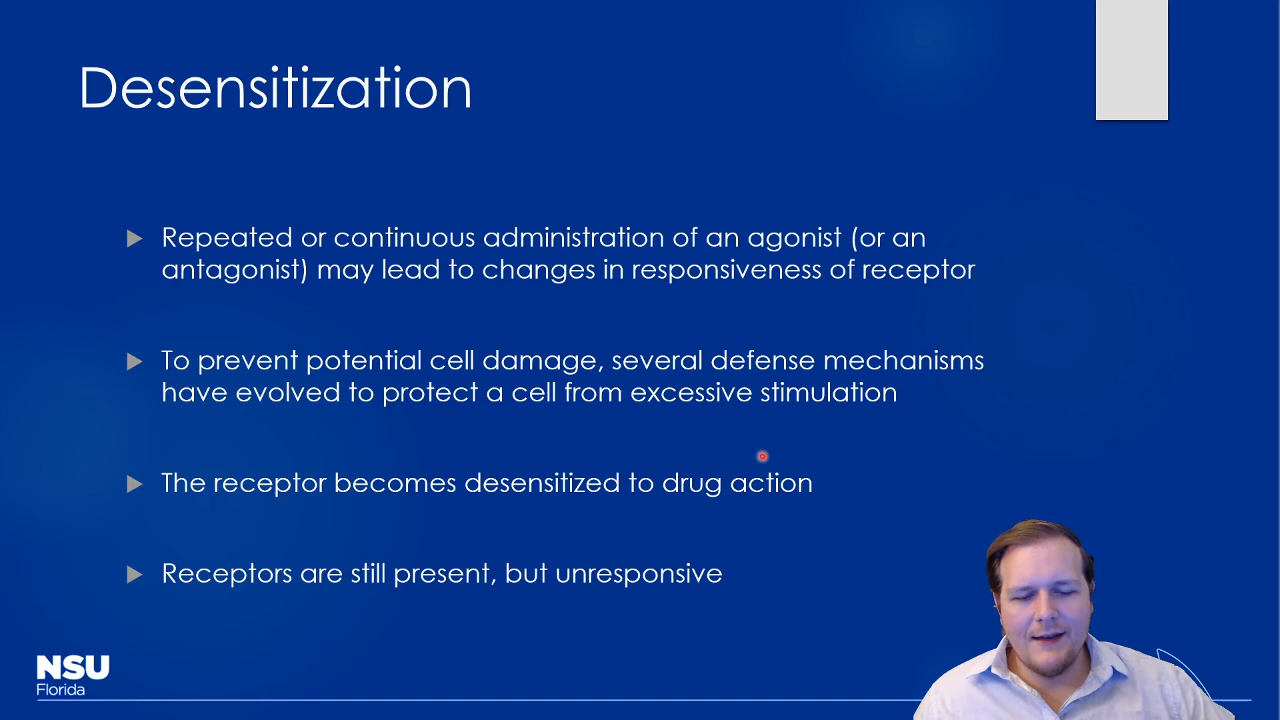 Desensitization
Repeated or continuous administration of an agonist (or an
antagonist) may lead to changes in responsiveness of receptor
To prevent potential cell damage, several defense mechanisms
have evolved to protect a cell from excessive stimulation
The receptor becomes desensitized to drug action
Receptors are still present, but unresponsive
NSU
Florida